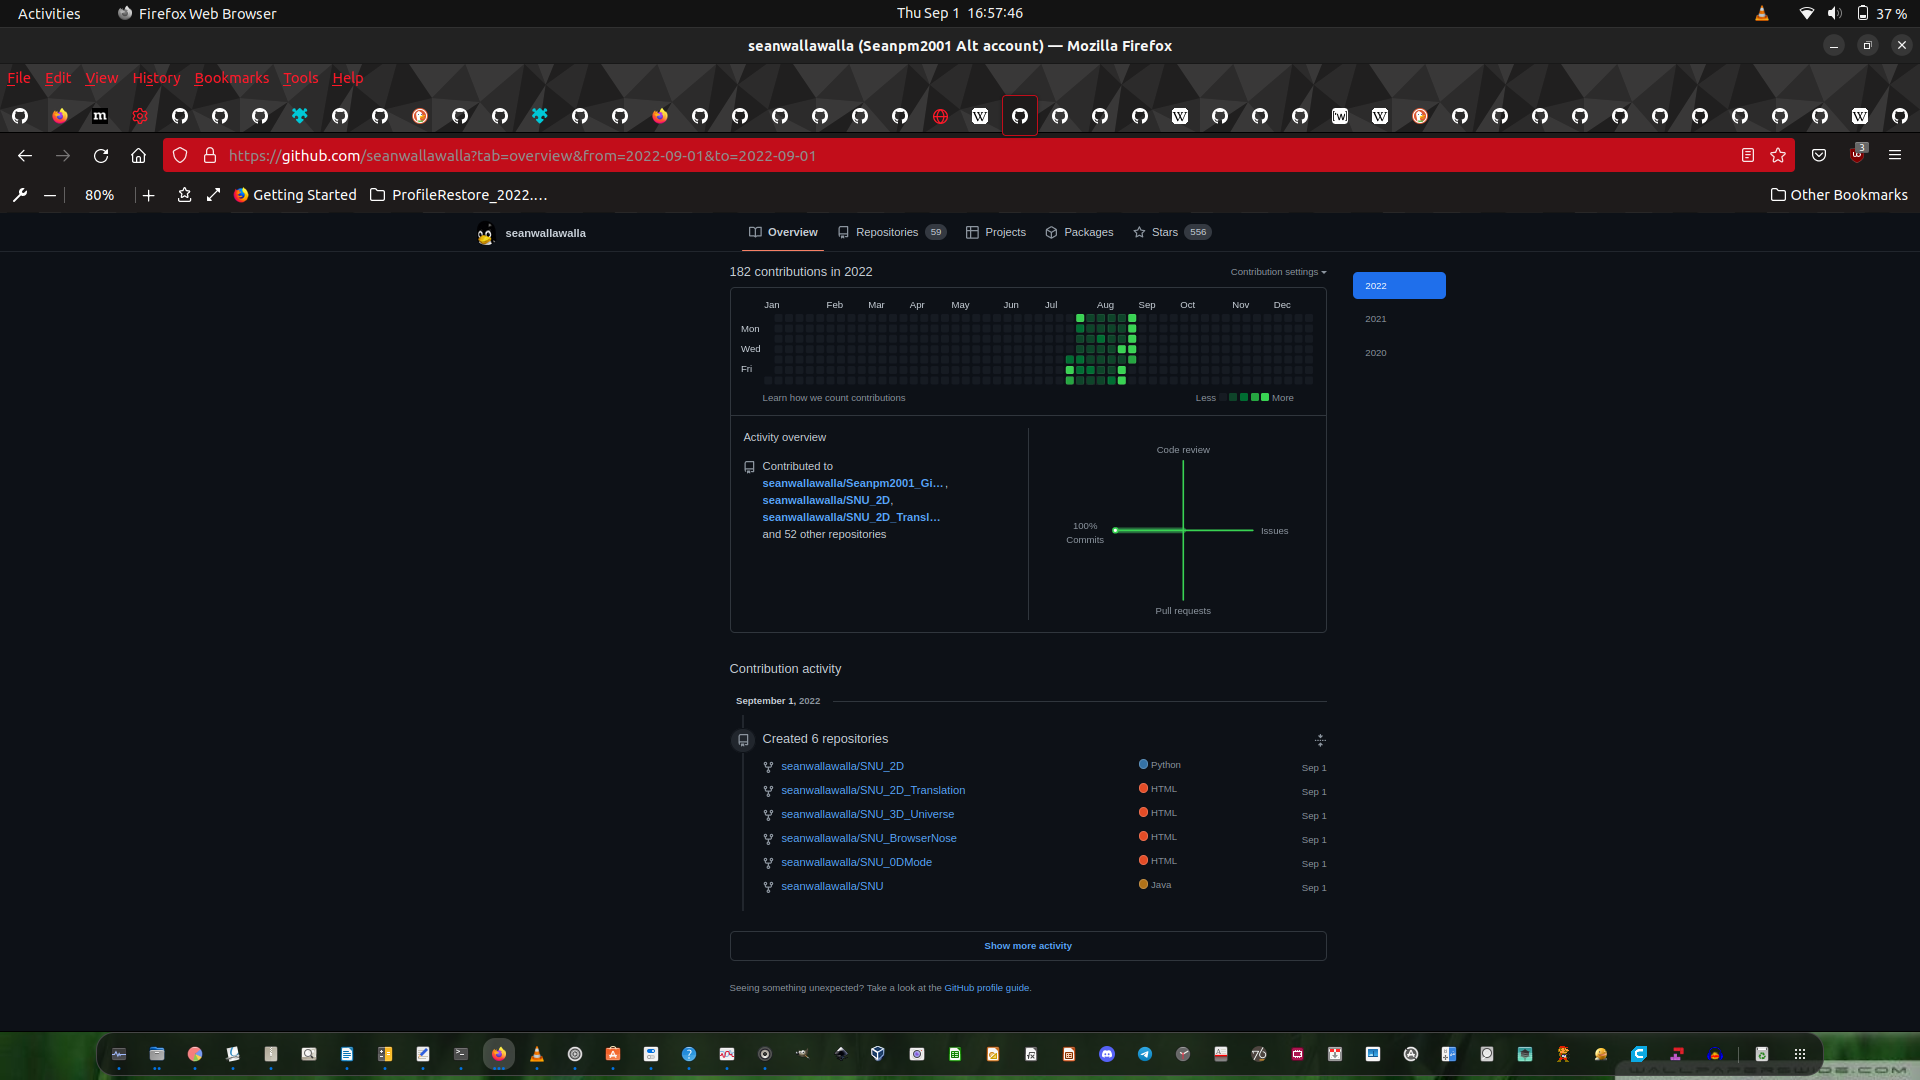 Activities Firefox Web Browser Thu Sep 1 16:57:46 37 %
seanwallawalla (Seanpm2001 Alt account) — Mozilla Firefox
File Edit View History Bookmarks Tools Help
https://github.com/seanwallawalla?tab=overview&from=2022-09-01&to=2022-09-01 3
80% Getting Started ProfileRestore_2022.… Other Bookmarks
seanwallawalla Overview Repositories 59 Projects Packages Stars 556
182 contributions in 2022 Contribution settings
2022
2021
2020
Jan Feb Mar Apr May Jun Jul Aug Sep Oct Nov Dec
Mon
Wed
Fri
Learn how we count contributions Less More
Activity overview
Contributed to
seanwallawalla/Seanpm2001_Gi… ,
seanwallawalla/SNU_2D,
seanwallawalla/SNU_2D_Transl…
and 52 other repositories
Code review
100%
Commits
Issues
Pull requests
Contribution activity
September 1, 2022
Created 6 repositories
seanwallawalla/SNU_2D Python Sep 1
seanwallawalla/SNU_2D_Translation HTML Sep 1
seanwallawalla/SNU_3D_Universe HTML Sep 1
seanwallawalla/SNU_BrowserNose HTML Sep 1
seanwallawalla/SNU_0DMode HTML Sep 1
seanwallawalla/SNU Java Sep 1
Show more activity
Seeing something unexpected? Take a look at the GitHub profile guide.
WALLPAPERSWIDE.COM